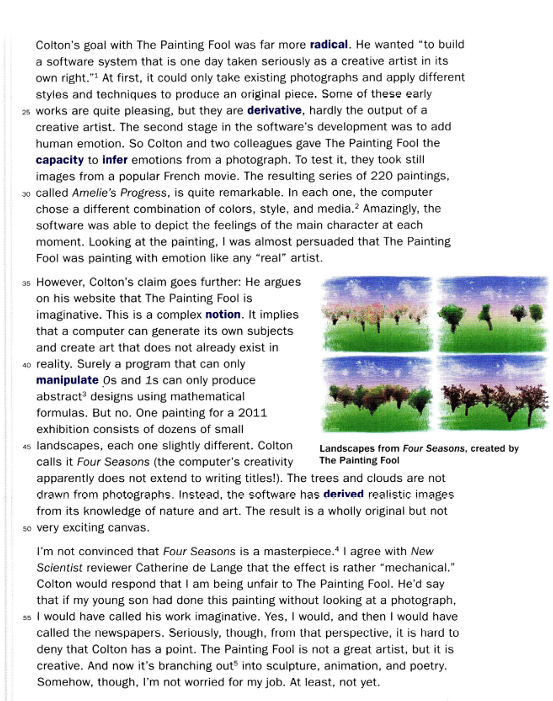 Colton's goal with The Painting Fool was far more radical. He wanted "to build
a software system that is one day taken seriously as a creative artist in its
own right."¹ At first, it could only take existing photographs and apply different
styles and techniques to produce an original piece. Some of these early
25 works are quite pleasing, but they are derivative, hardly the output of a
creative artist. The second stage in the software's development was to add
human emotion. So Colton and two colleagues gave The Painting Fool the
capacity to infer emotions from a photograph. To test it, they took still
images from a popular French movie. The resulting series of 220 paintings,
30 called Amelie's Progress, is quite remarkable. In each one, the computer
chose a different combination of colors, style, and media.² Amazingly, the
software was able to depict the feelings of the main character at each
moment. Looking at the painting, I was almost persuaded that The Painting
Fool was painting with emotion like any "real" artist.
35 However, Colton's claim goes further: He argues
on his website that The Painting Fool is
imaginative. This is a complex notion. It implies
that a computer can generate its own subjects
and create art that does not already exist in
40 reality. Surely a program that can only
manipulate 0s and 1s can only produce
abstract³ designs using mathematical
formulas. But no. One painting for a 2011
exhibition consists of dozens of small
45 landscapes, each one slightly different. Colton
calls it Four Seasons (the computer's creativity
apparently does not extend to writing titles!). The trees and clouds are not
drawn from photographs. Instead, the software has derived realistic images
from its knowledge of nature and art. The result is a wholly original but not
50 very exciting canvas.
Landscapes from Four Seasons, created by
The Painting Fool
I'm not convinced that Four Seasons is a masterpiece.⁴ I agree with New
Scientist reviewer Catherine de Lange that the effect is rather "mechanical."
Colton would respond that I am being unfair to The Painting Fool. He'd say
that if my young son had done this painting without looking at a photograph,
55 I would have called his work imaginative. Yes, I would, and then I would have
called the newspapers. Seriously, though, from that perspective, it is hard to
deny that Colton has a point. The Painting Fool is not a great artist, but it is
creative. And now it's branching out⁵ into sculpture, animation, and poetry.
Somehow, though, I'm not worried for my job. At least, not yet.